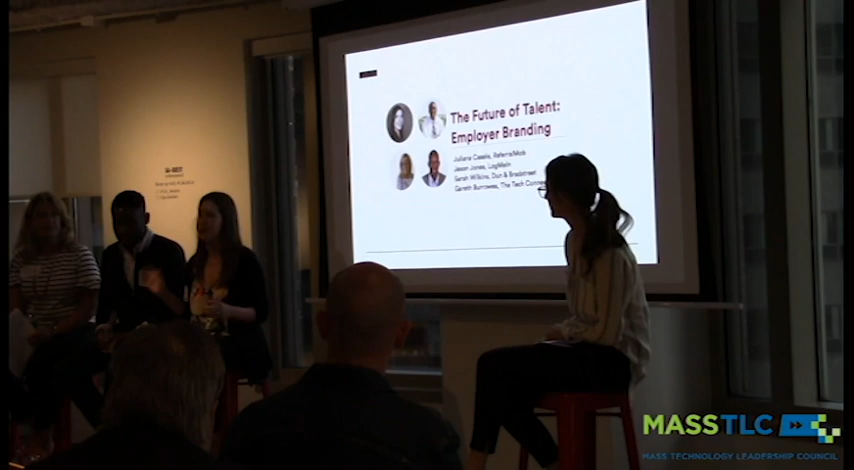 The Future of Talent:
Employer Branding
Juliana Casale, ReferralMob
Jason Jones, LogMeIn
Sarah Wilkins, Dun & Bradstreet
Gareth Burrowes, The Tech Connec
MASSTLC
MASS TECHNOLOGY LEADERSHIP COUNCIL